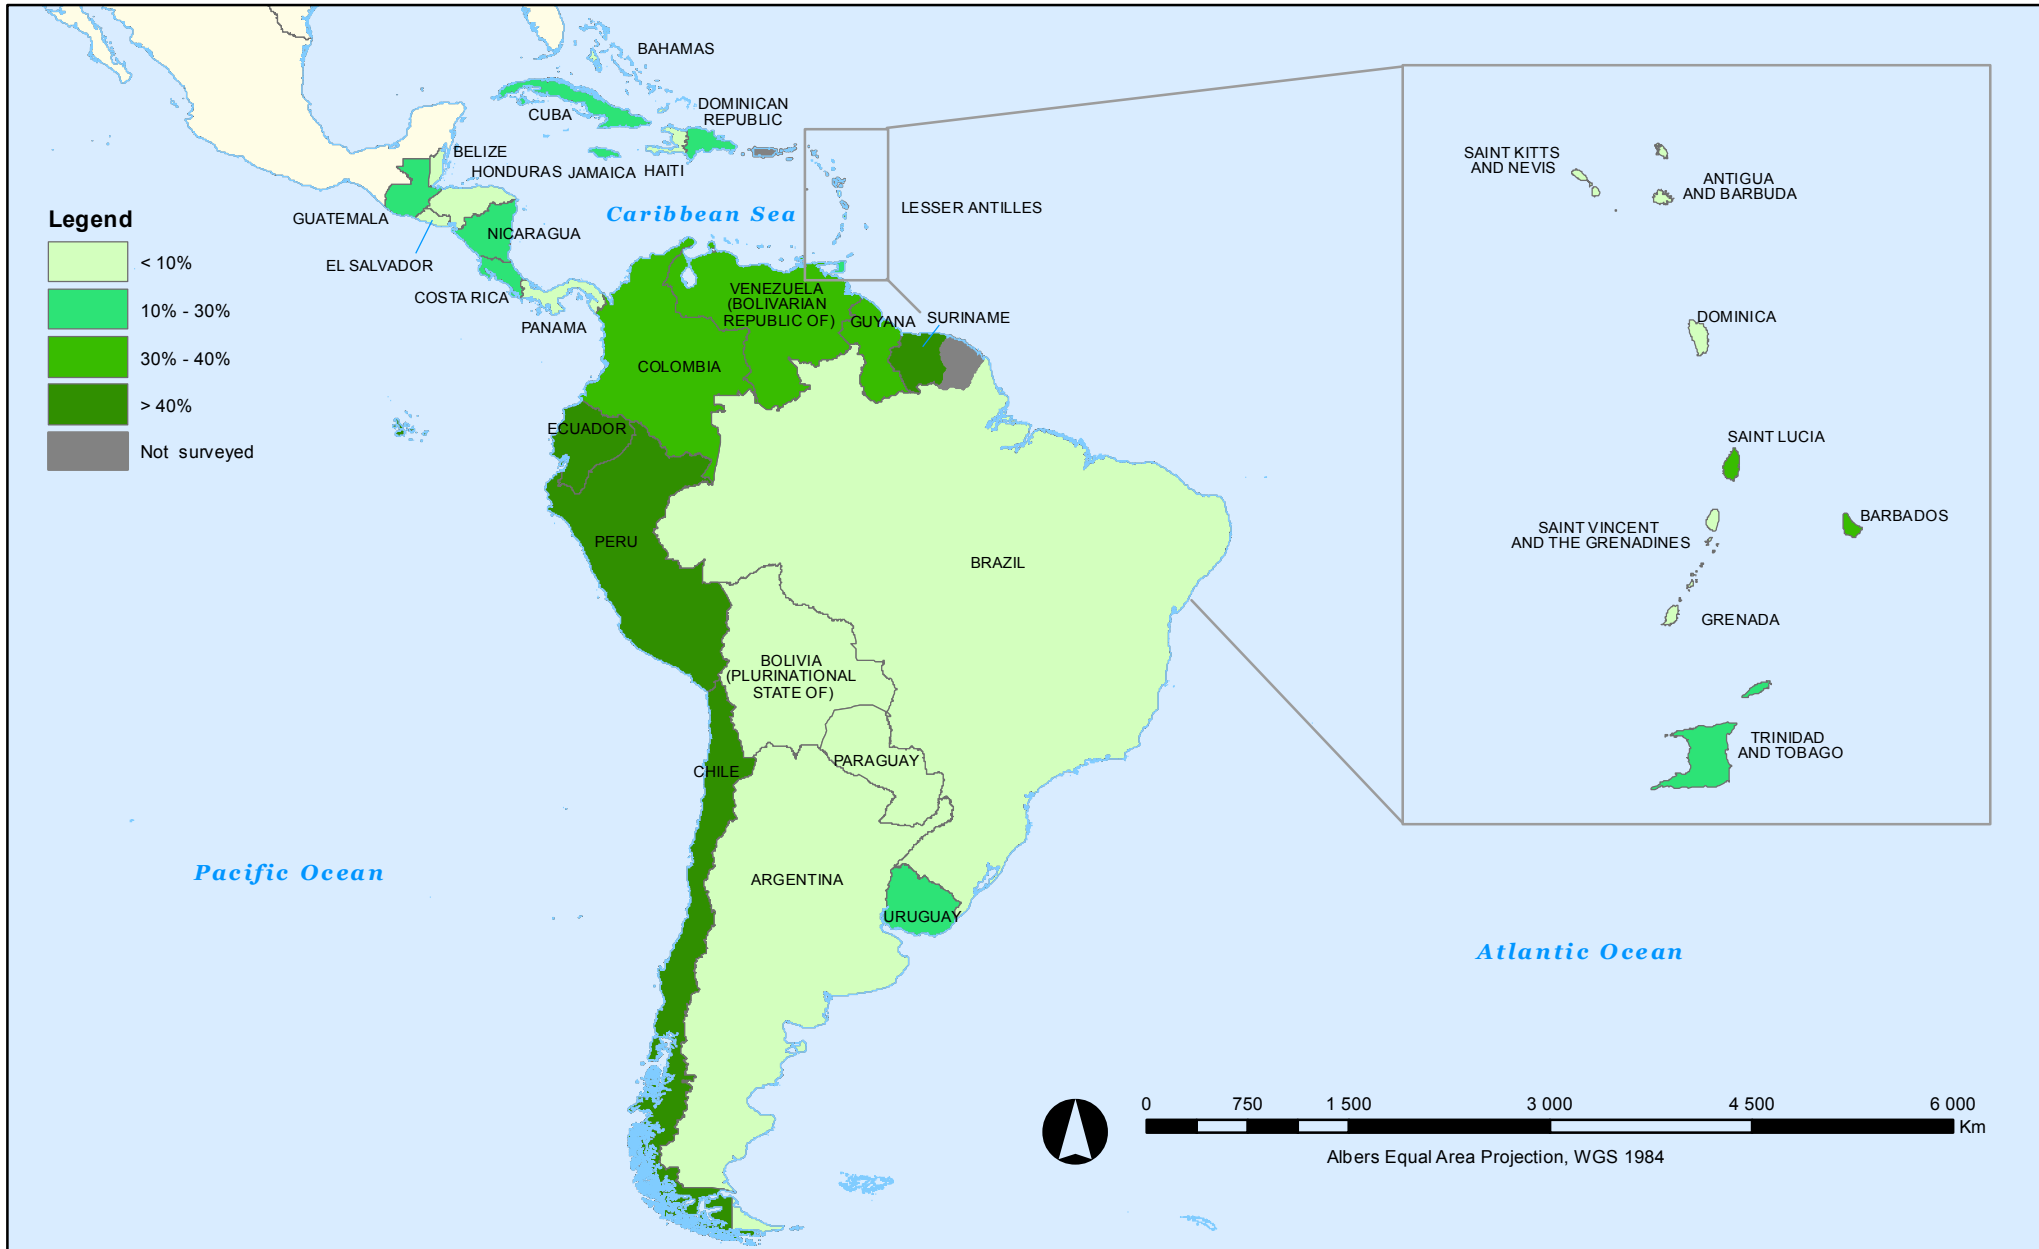 BAHAMAS
DOMINICAN
REPUBLIC
CUBA
BELIZE
HONDURAS
JAMAICA
HAITI
GUATEMALA
Caribbean Sea
LESSER ANTILLES
NICARAGUA
EL SALVADOR
COSTA RICA
PANAMA
Legend
< 10%
10% - 30%
30% - 40%
> 40%
Not surveyed
VENEZUELA
(BOLIVARIAN
REPUBLIC OF)
GUYANA
SURINAME
COLOMBIA
ECUADOR
PERU
BRAZIL
BOLIVIA
(PLURINATIONAL
STATE OF)
PARAGUAY
CHILE
ARGENTINA
URUGUAY
Pacific Ocean
Atlantic Ocean
SAINT KITTS
AND NEVIS
ANTIGUA
AND BARBUDA
DOMINICA
SAINT LUCIA
BARBADOS
SAINT VINCENT
AND THE GRENADINES
GRENADA
TRINIDAD
AND TOBAGO
0 750 1 500 3 000 4 500 6 000
Km
Albers Equal Area Projection, WGS 1984